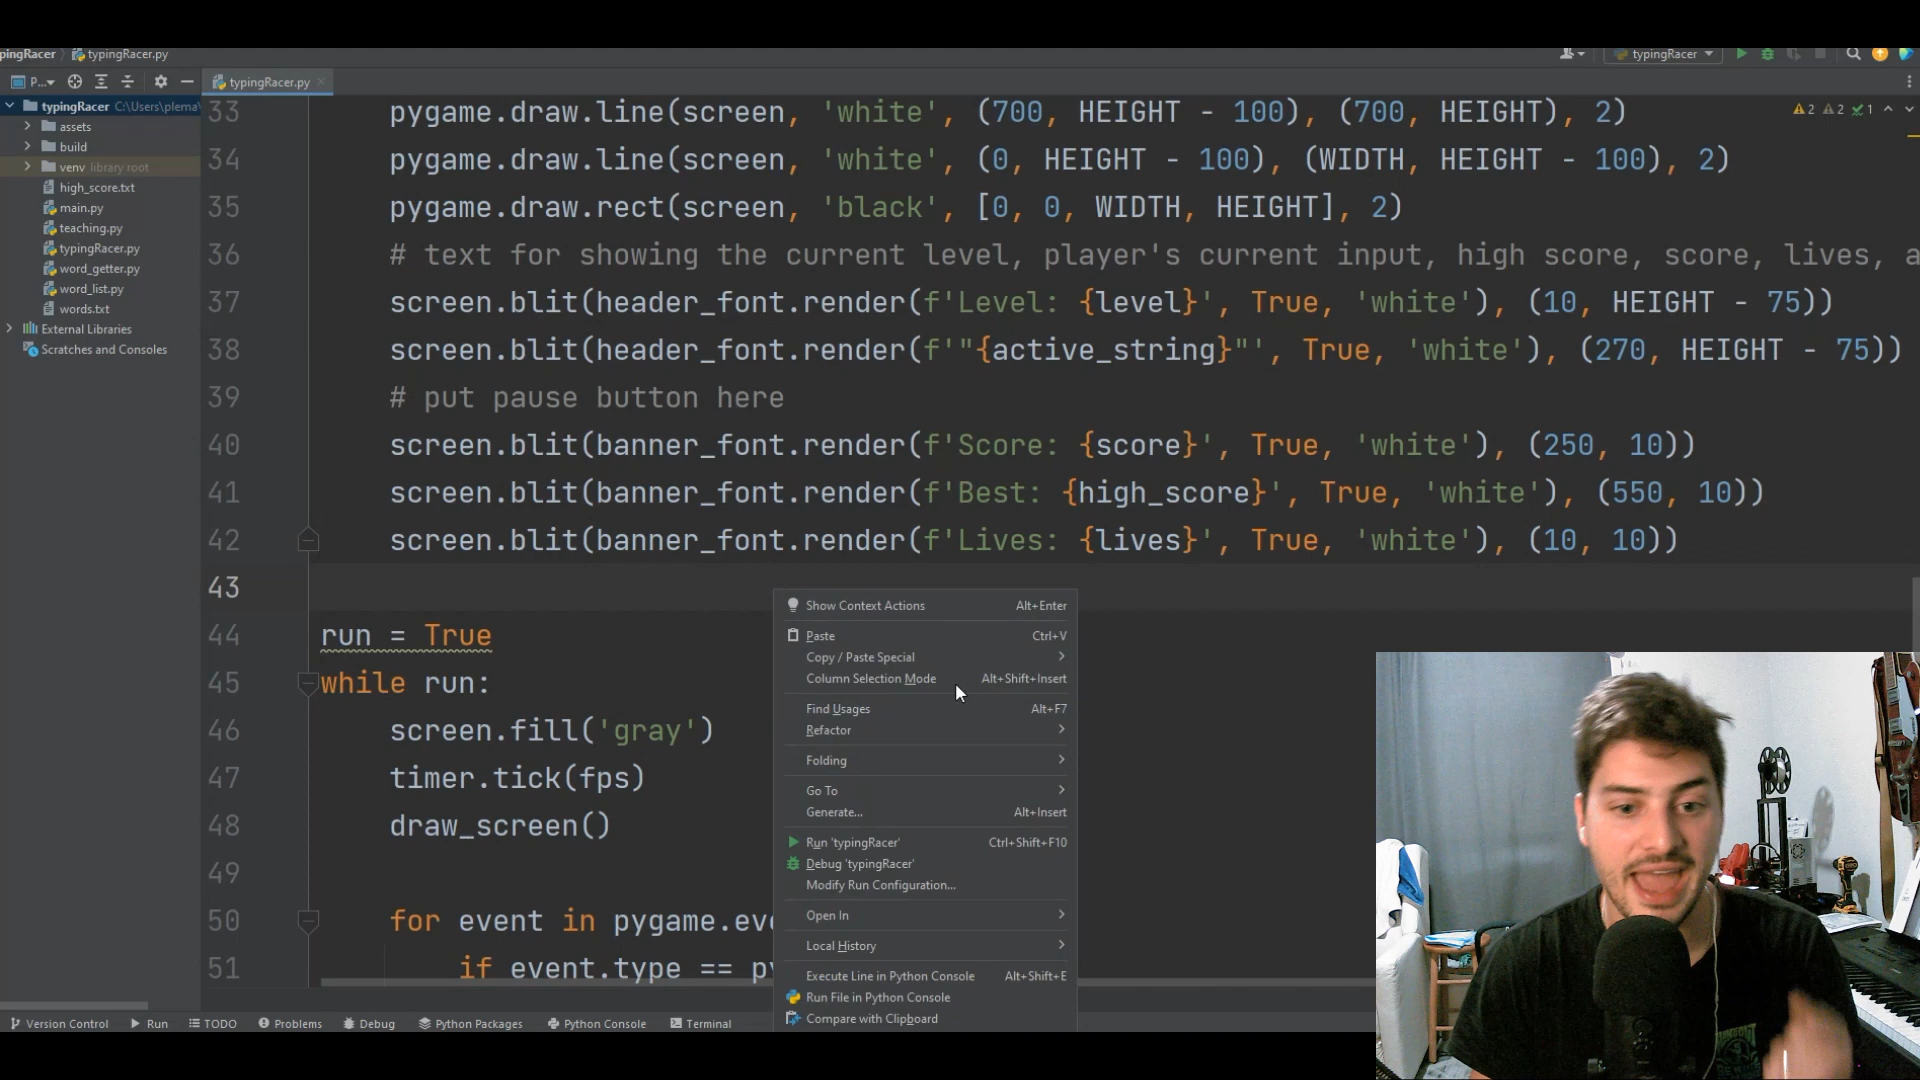 pingRacer typingRacer.py
typingRacer
P...
typingRacer.py
typingRacer C:\Users\plema\
assets
build
venv library root
high_score.txt
main.py
teaching.py
typingRacer.py
word_getter.py
word_list.py
words.txt
External Libraries
Scratches and Consoles
2 2 1
33 pygame.draw.line(screen, 'white', (700, HEIGHT - 100), (700, HEIGHT), 2)
34 pygame.draw.line(screen, 'white', (0, HEIGHT - 100), (WIDTH, HEIGHT - 100), 2)
35 pygame.draw.rect(screen, 'black', [0, 0, WIDTH, HEIGHT], 2)
36 # text for showing the current level, player's current input, high score, score, lives, a
37 screen.blit(header_font.render(f'Level: {level}', True, 'white'), (10, HEIGHT - 75))
38 screen.blit(header_font.render(f'"{active_string}"', True, 'white'), (270, HEIGHT - 75))
39 # put pause button here
40 screen.blit(banner_font.render(f'Score: {score}', True, 'white'), (250, 10))
41 screen.blit(banner_font.render(f'Best: {high_score}', True, 'white'), (550, 10))
42 screen.blit(banner_font.render(f'Lives: {lives}', True, 'white'), (10, 10))
43
44 run = True
45 while run:
46 screen.fill('gray')
47 timer.tick(fps)
48 draw_screen()
49
50 for event in pygame.eve
51 if event.type == py
Show Context Actions Alt+Enter
Paste Ctrl+V
Copy / Paste Special
Column Selection Mode Alt+Shift+Insert
Find Usages Alt+F7
Refactor
Folding
Go To
Generate... Alt+Insert
Run 'typingRacer' Ctrl+Shift+F10
Debug 'typingRacer'
Modify Run Configuration...
Open In
Local History
Execute Line in Python Console Alt+Shift+E
Run File in Python Console
Compare with Clipboard
Version Control Run TODO Problems Debug Python Packages Python Console Terminal